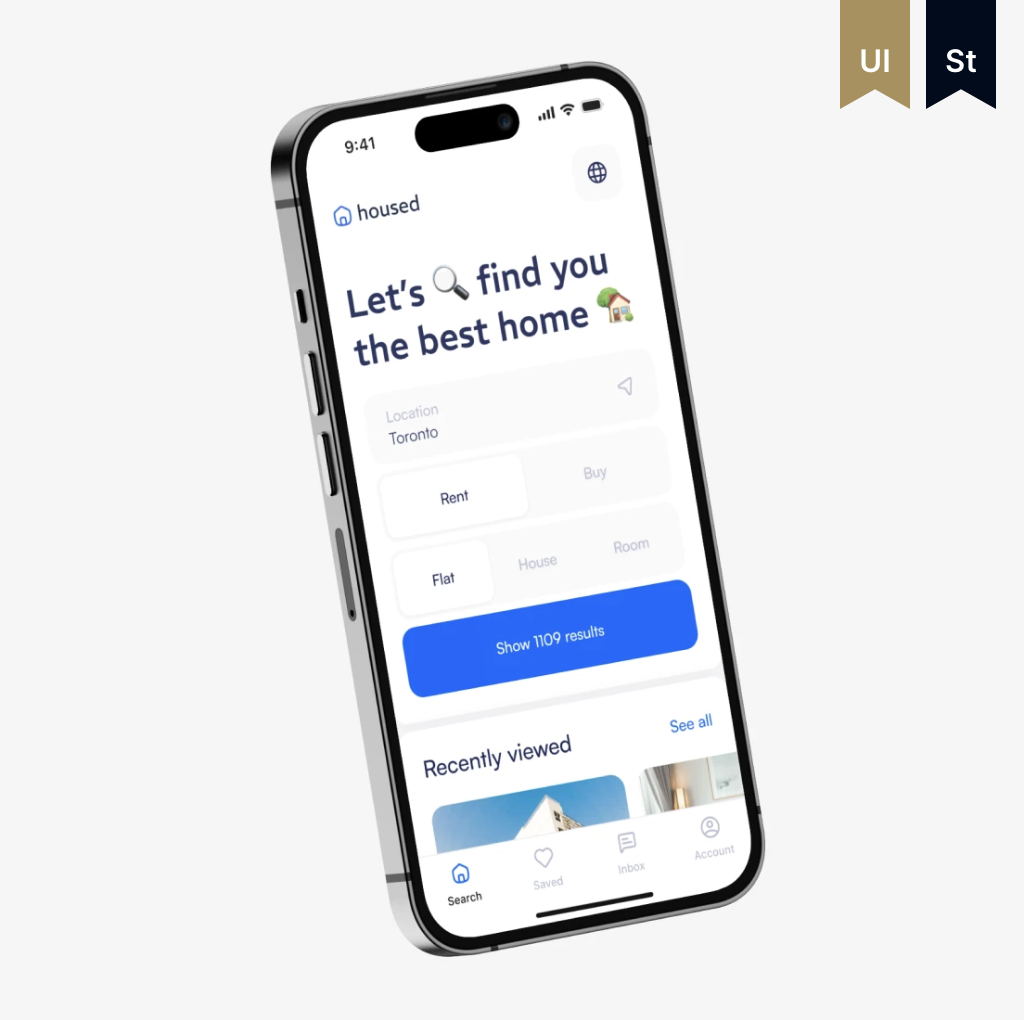 UI St
9:41
housed
Let's 🔍 find you
the best home 🏡
Location
Toronto
Rent Buy
Flat House Room
Show 1109 results
Recently viewed See all
Search Saved Inbox Account